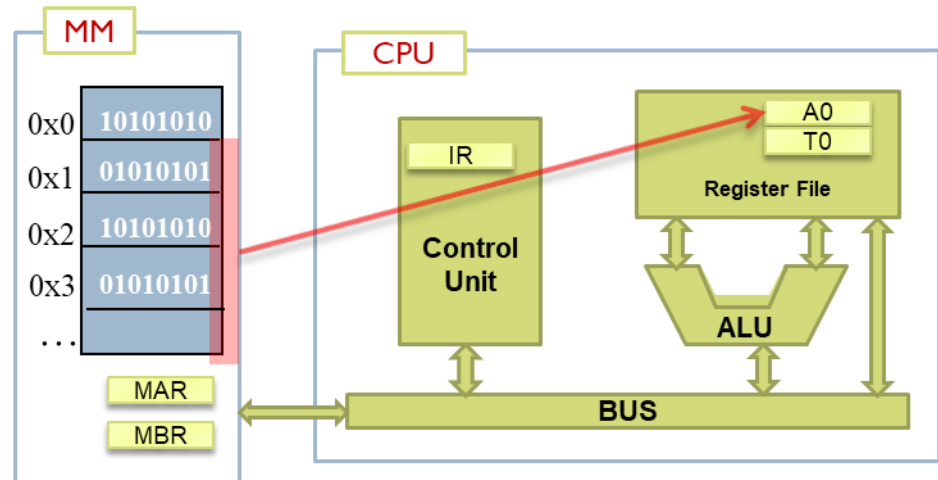 MM
CPU
0x0 10101010
0x1 01010101
0x2 10101010
0x3 01010101
...
MAR
MBR
IR
Control
Unit
A0
T0
Register File
ALU
BUS